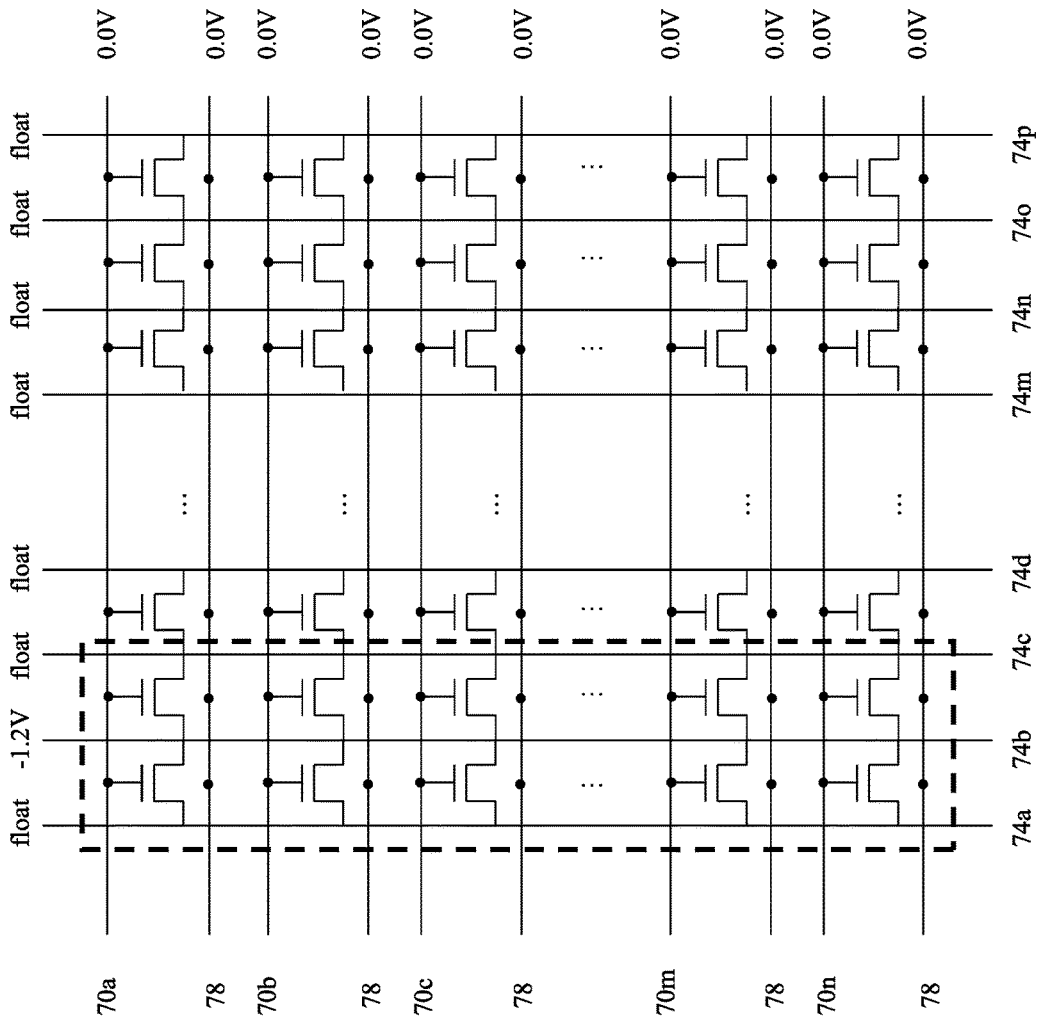 float -1.2V float float float float float float
70a 0.0V
78 0.0V
70b 0.0V
78 0.0V
70c 0.0V
78 0.0V
... ... ... ... ... ...
70m 0.0V
78 0.0V
70n 0.0V
78 0.0V
... ... ... ... ...
74a 74b 74c 74d 74m 74n 74o 74p